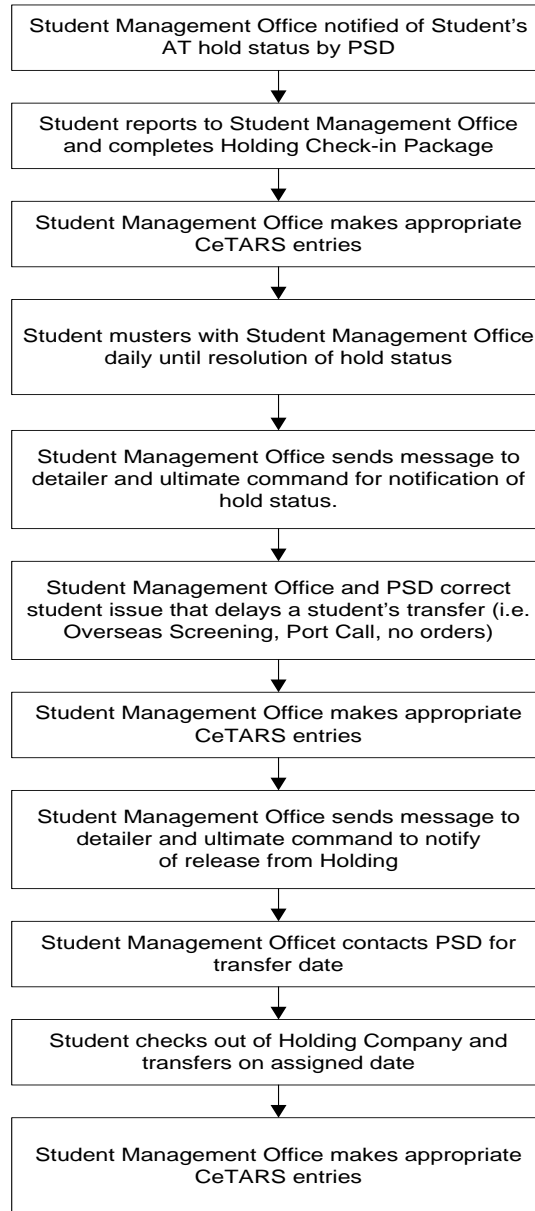 Student Management Office notified of Student's
AT hold status by PSD
Student reports to Student Management Office
and completes Holding Check-in Package
Student Management Office makes appropriate
CeTARS entries
Student musters with Student Management Office
daily until resolution of hold status
Student Management Office sends message to
detailer and ultimate command for notification of
hold status.
Student Management Office and PSD correct
student issue that delays a student's transfer (i.e.
Overseas Screening, Port Call, no orders)
Student Management Office makes appropriate
CeTARS entries
Student Management Office sends message to
detailer and ultimate command to notify
of release from Holding
Student Management Officet contacts PSD for
transfer date
Student checks out of Holding Company and
transfers on assigned date
Student Management Office makes appropriate
CeTARS entries